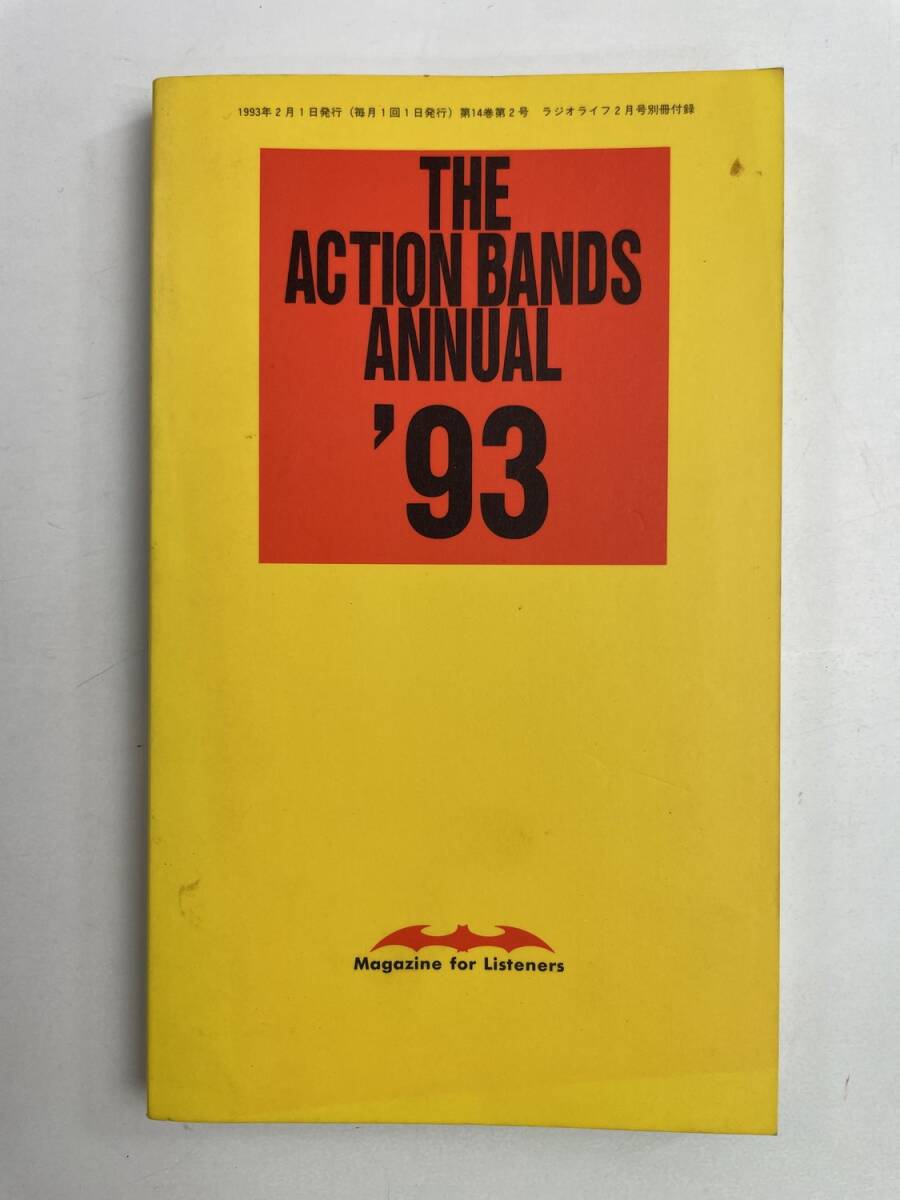 1993年2月1日発行（毎月1回1日発行）第14巻第2号　ラジオライフ2月号別冊付録
THE
ACTION BANDS
ANNUAL
'93
Magazine for Listeners